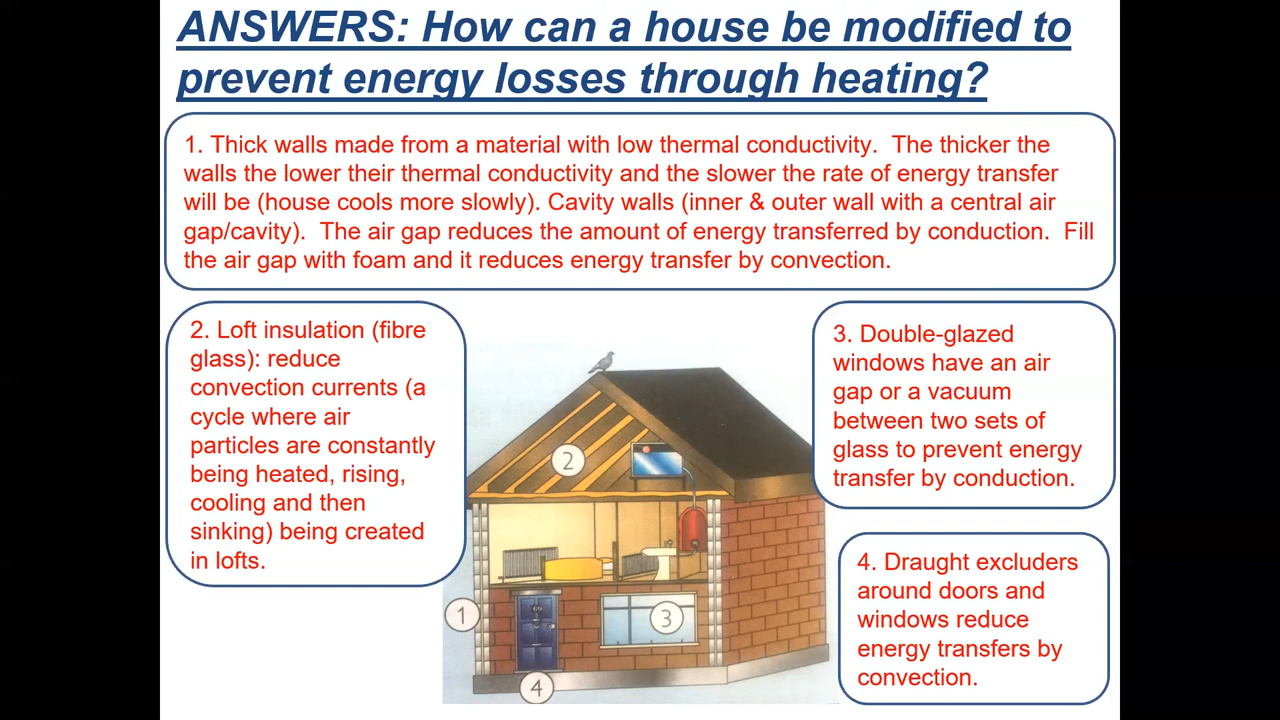 ANSWERS: How can a house be modified to
prevent energy losses through heating?
1. Thick walls made from a material with low thermal conductivity.  The thicker the
walls the lower their thermal conductivity and the slower the rate of energy transfer
will be (house cools more slowly). Cavity walls (inner & outer wall with a central air
gap/cavity).  The air gap reduces the amount of energy transferred by conduction.  Fill
the air gap with foam and it reduces energy transfer by convection.
2. Loft insulation (fibre
glass): reduce
convection currents (a
cycle where air
particles are constantly
being heated, rising,
cooling and then
sinking) being created
in lofts.
3. Double-glazed
windows have an air
gap or a vacuum
between two sets of
glass to prevent energy
transfer by conduction.
4. Draught excluders
around doors and
windows reduce
energy transfers by
convection.
2
1
3
4